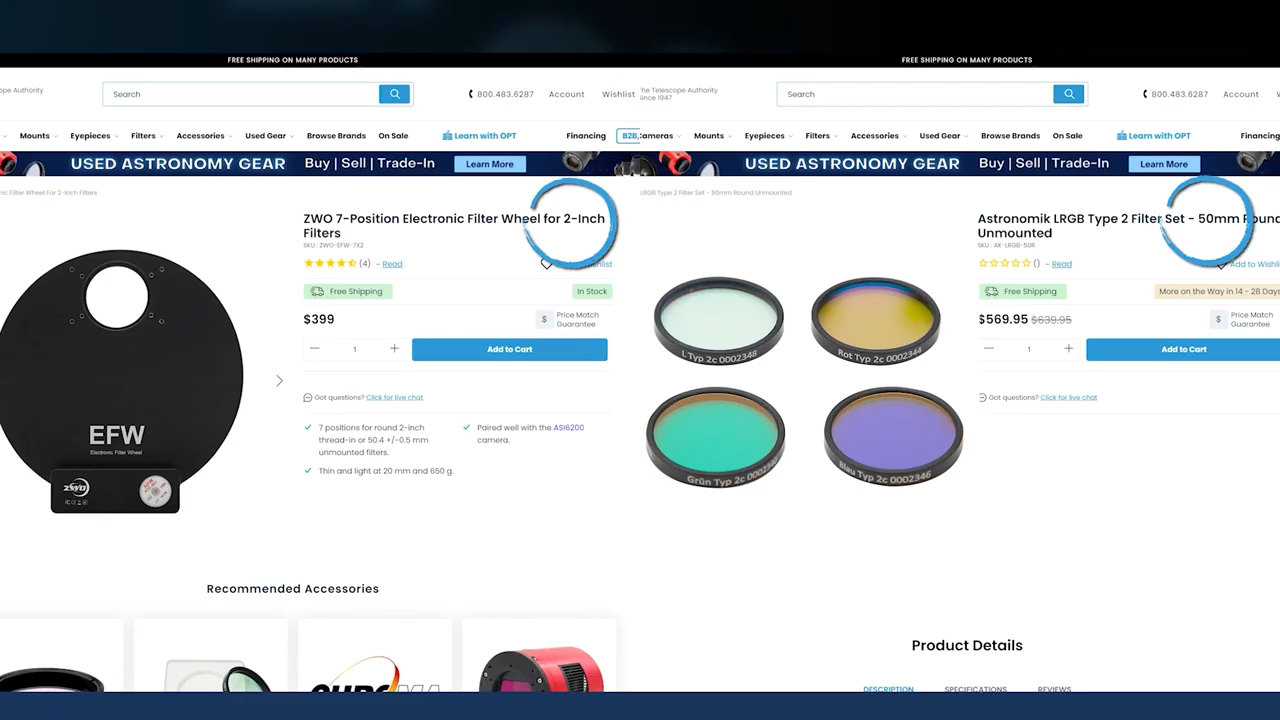 FREE SHIPPING ON MANY PRODUCTS
ope Authority
Search
800.483.6287
Account
Wishlist
Mounts
Eyepieces
Filters
Accessories
Used Gear
Browse Brands
On Sale
Learn with OPT
Financing
B2B
USED ASTRONOMY GEAR
Buy | Sell | Trade-In
Learn More
nic Filter Wheel For 2-Inch Filters
ZWO 7-Position Electronic Filter Wheel for 2-Inch
Filters
SKU : ZWO-EFW-7X2
(4) - Read
Free Shipping
In Stock
$399
$
Price Match
Guarantee
1
Add to Cart
Got questions? Click for live chat
7 positions for round 2-inch
thread-in or 50.4 +/-0.5 mm
unmounted filters.
Paired well with the ASI6200
camera.
Thin and light at 20 mm and 650 g.
EFW
Electronic Filter Wheel
ZWO
Recommended Accessories
FREE SHIPPING ON MANY PRODUCTS
The Telescope Authority
Since 1947
Search
800.483.6287
Account
W
Cameras
Mounts
Eyepieces
Filters
Accessories
Used Gear
Browse Brands
On Sale
Learn with OPT
Financing
USED ASTRONOMY GEAR
Buy | Sell | Trade-In
Learn More
LRGB Type 2 Filter Set - 50mm Round Unmounted
Astronomik LRGB Type 2 Filter Set - 50mm Round
Unmounted
SKU : AK-LRGB-50R
() - Read
Add to Wishli
Free Shipping
More on the Way in 14 - 28 Days
$569.95 $639.95
$
Price Match
Guarantee
1
Add to Cart
Got questions? Click for live chat
L Typ 2c 0002348
Rot Typ 2c 0002344
Grün Typ 2c
Blau Typ 2c 0002346
Product Details
DESCRIPTION
SPECIFICATIONS
REVIEWS